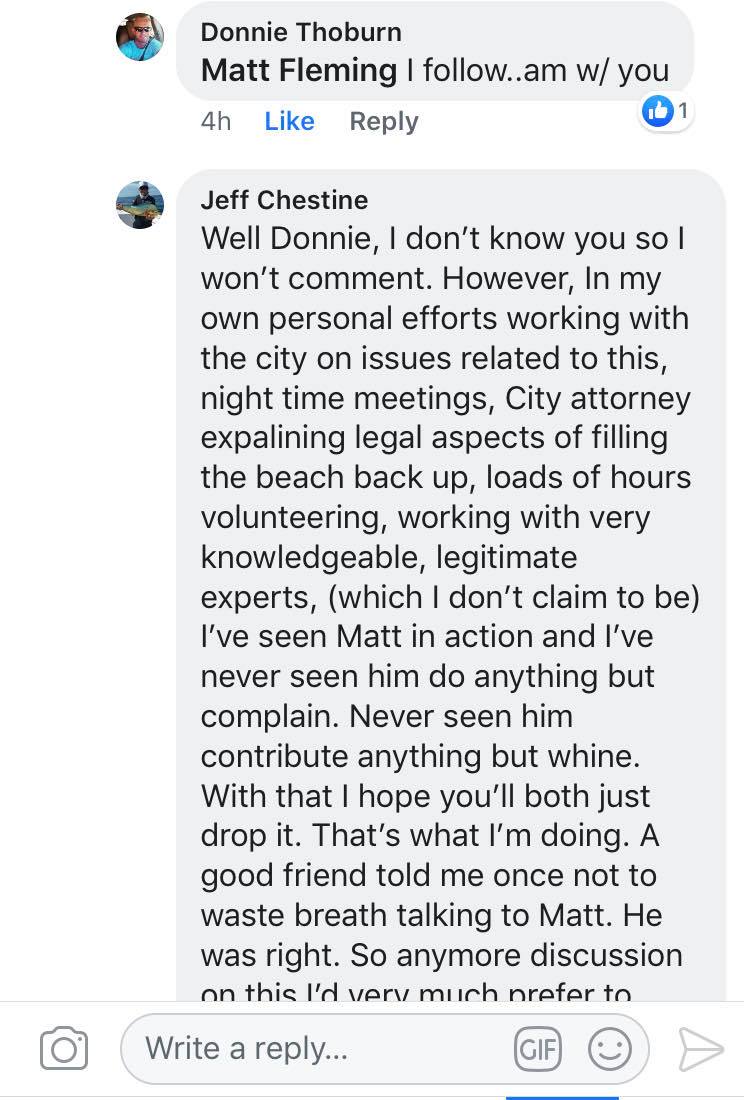 Donnie Thoburn
Matt Fleming I follow..am w/ you
4h Like Reply
1
Jeff Chestine
Well Donnie, I don’t know you so I
won’t comment. However, In my
own personal efforts working with
the city on issues related to this,
night time meetings, City attorney
expalining legal aspects of filling
the beach back up, loads of hours
volunteering, working with very
knowledgeable, legitimate
experts, (which I don’t claim to be)
I’ve seen Matt in action and I’ve
never seen him do anything but
complain. Never seen him
contribute anything but whine.
With that I hope you’ll both just
drop it. That’s what I’m doing. A
good friend told me once not to
waste breath talking to Matt. He
was right. So anymore discussion
on this I’d very much prefer to
Write a reply...
GIF